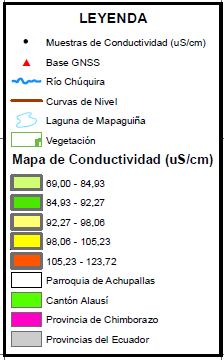 LEYENDA
Muestras de Conductividad (uS/cm)
Base GNSS
Río Chúquira
Curvas de Nivel
Laguna de Mapaguiña
Vegetación
Mapa de Conductividad (uS/cm)
69,00 - 84,93
84,93 - 92,27
92,27 - 98,06
98,06 - 105,23
105,23 - 123,72
Parroquia de Achupallas
Cantón Alausí
Provincia de Chimborazo
Provincias del Ecuador